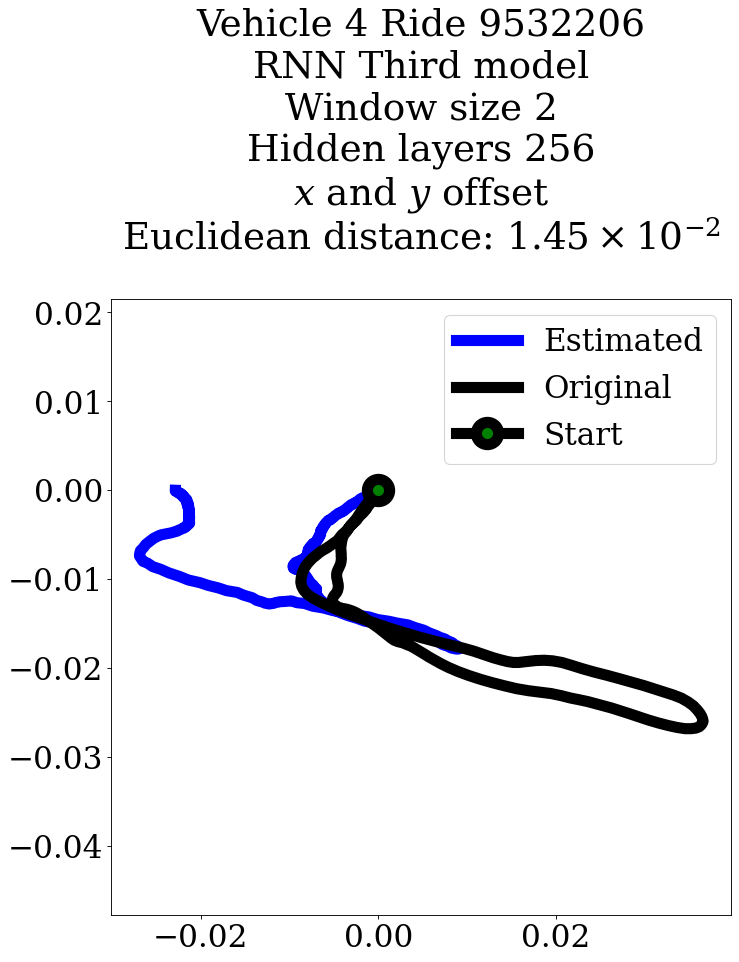 Vehicle 4 Ride 9532206
RNN Third model
Window size 2
Hidden layers 256
x and y offset
Euclidean distance: 1.45 × 10⁻²
Estimated
Original
Start
0.02
0.01
0.00
−0.01
−0.02
−0.03
−0.04
−0.02 0.00 0.02